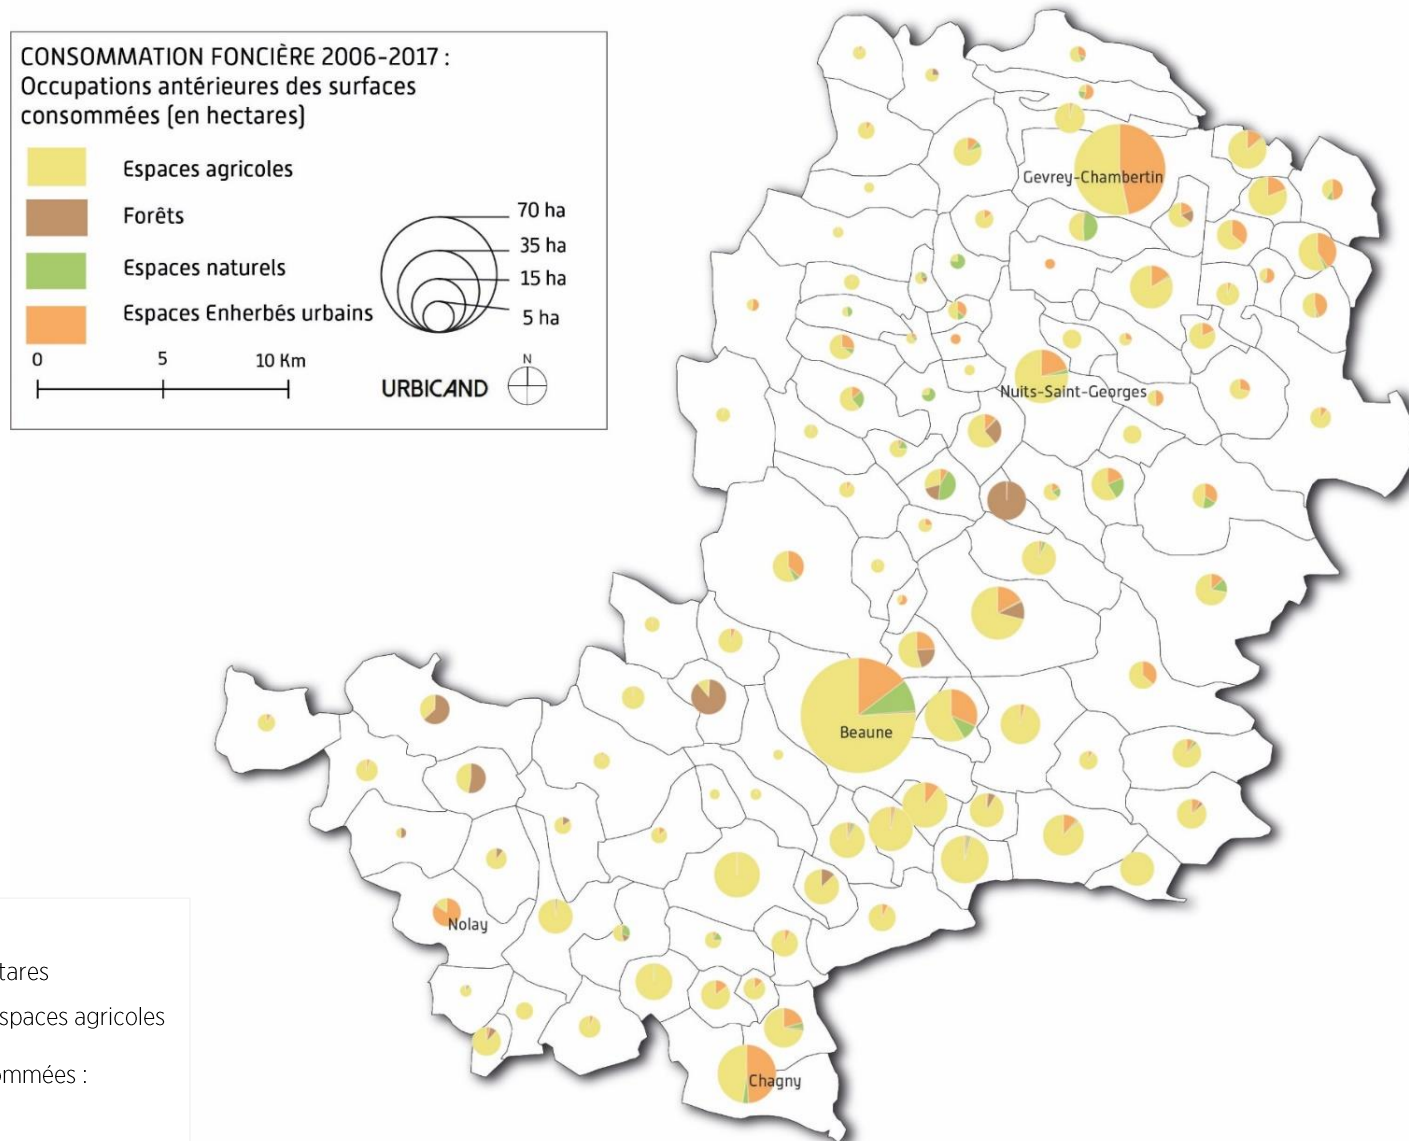 CONSOMMATION FONCIÈRE 2006-2017 :
Occupations antérieures des surfaces
consommées (en hectares)
Espaces agricoles
Forêts
Espaces naturels
Espaces Enherbés urbains
70 ha
35 ha
15 ha
5 ha
0 5 10 Km
URBICAND
N
Gevrey-Chambertin
Nuits-Saint-Georges
Beaune
Nolay
Chagny
tares
spaces agricoles
ommées :